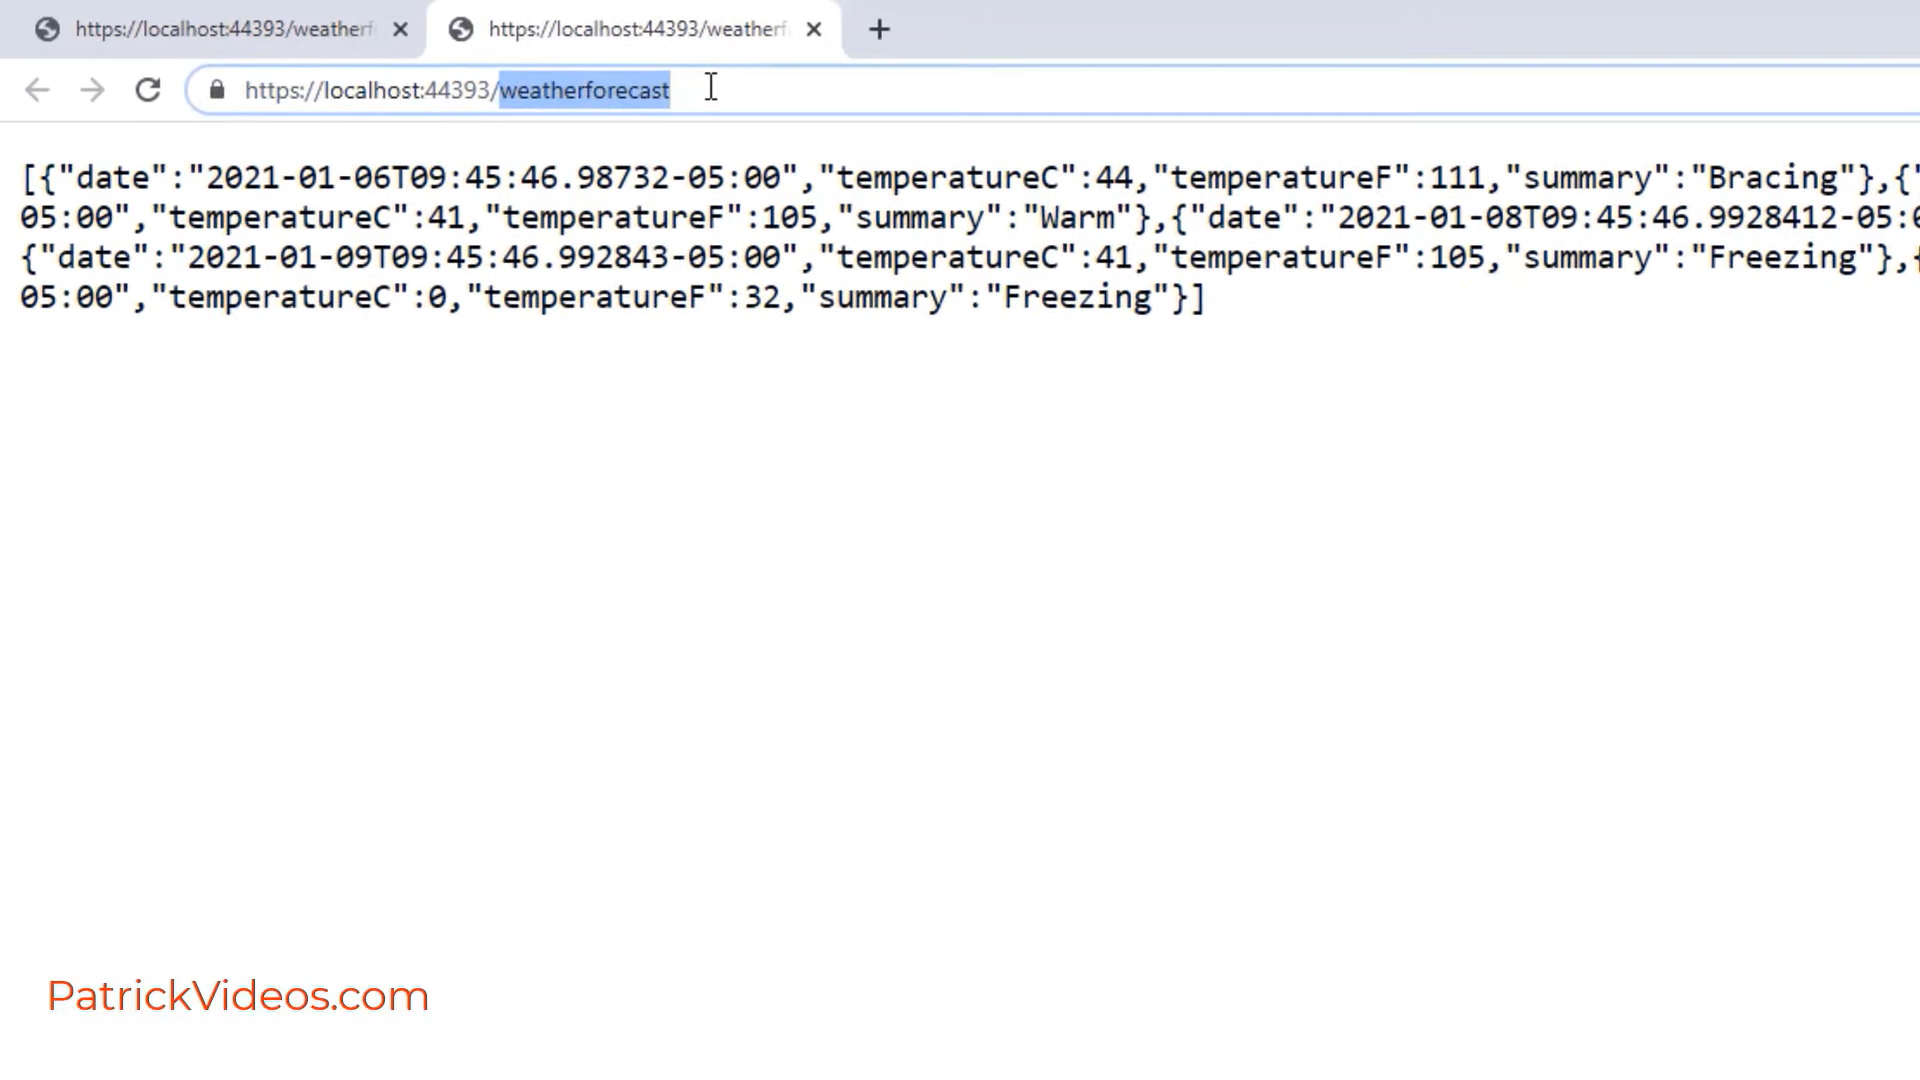 https://localhost:44393/weatherf
https://localhost:44393/weatherf
https://localhost:44393/weatherforecast
[{"date":"2021-01-06T09:45:46.98732-05:00","temperatureC":44,"temperatureF":111,"summary":"Bracing"},{"
05:00","temperatureC":41,"temperatureF":105,"summary":"Warm"},{"date":"2021-01-08T09:45:46.9928412-05:0
{"date":"2021-01-09T09:45:46.992843-05:00","temperatureC":41,"temperatureF":105,"summary":"Freezing"},{
05:00","temperatureC":0,"temperatureF":32,"summary":"Freezing"}]
PatrickVideos.com